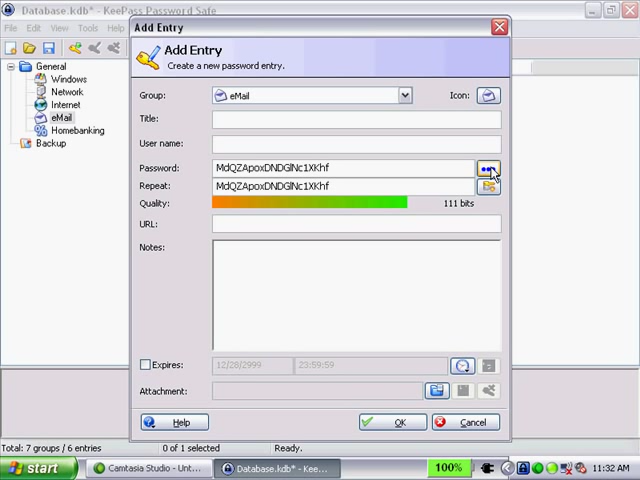 Database.kdb* - KeePass Password Safe
File Edit View Tools Help
General
Windows
Network
Internet
eMail
Homebanking
Backup
Add Entry
Add Entry
Create a new password entry.
Group: eMail Icon:
Title:
User name:
Password: MdQZApoxDNDGlNc1XKhf
Repeat: MdQZApoxDNDGlNc1XKhf
Quality: 111 bits
URL:
Notes:
Expires: 12/28/2999 23:59:59
Attachment:
Help OK Cancel
Total: 7 groups / 6 entries 0 of 1 selected Ready.
start Camtasia Studio - Unt... Database.kdb* - Kee... 100% 11:32 AM